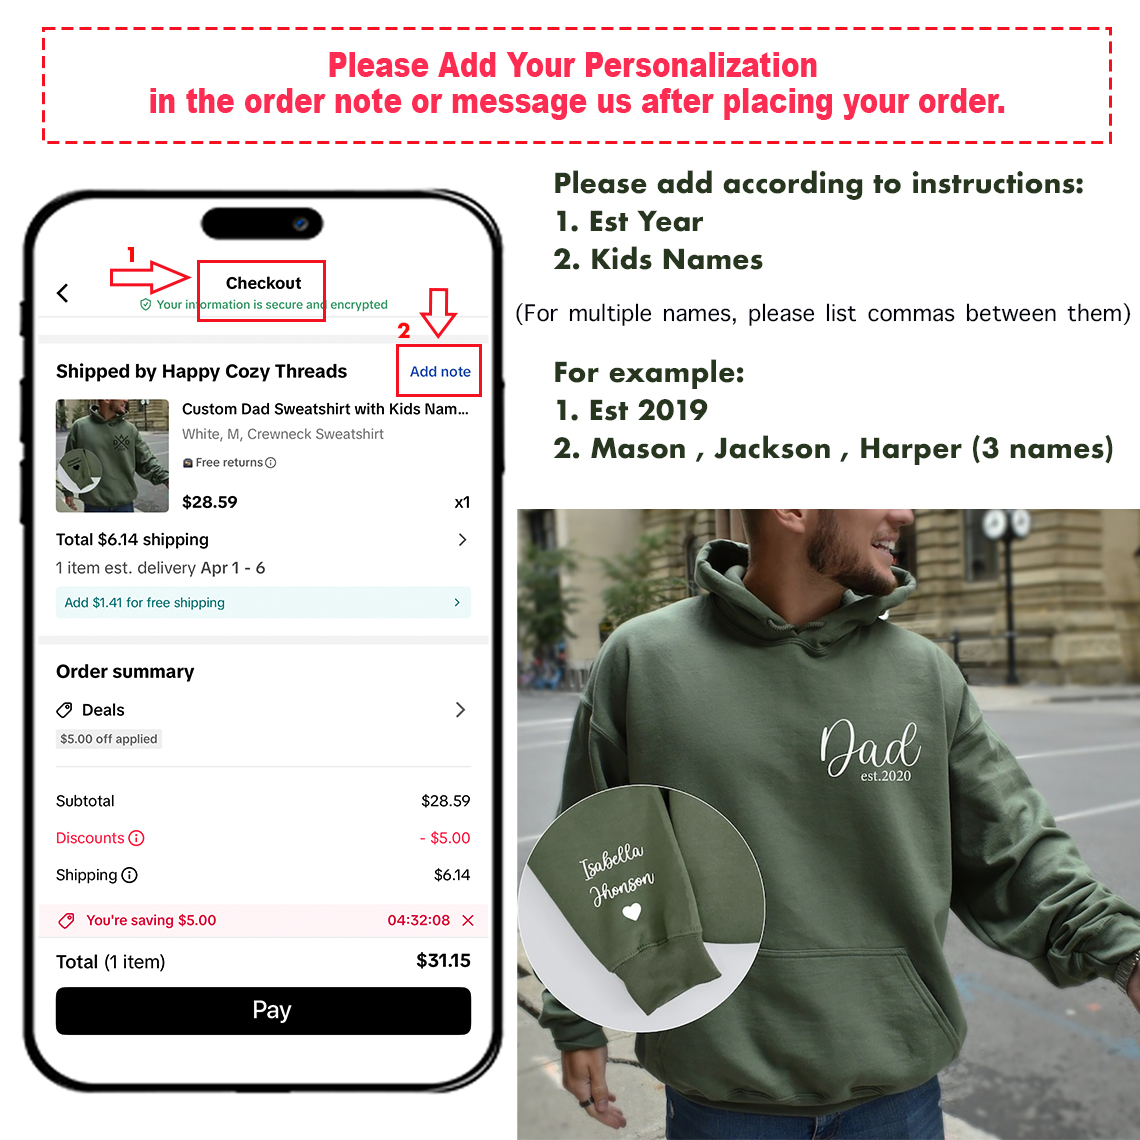 Please Add Your Personalization
in the order note or message us after placing your order.
Please add according to instructions:
1. Est Year
2. Kids Names
(For multiple names, please list commas between them)
For example:
1. Est 2019
2. Mason , Jackson , Harper (3 names)
1
Checkout
Your information is secure and encrypted
2
Shipped by Happy Cozy Threads
Add note
Custom Dad Sweatshirt with Kids Nam...
White, M, Crewneck Sweatshirt
Free returns
$28.59 x1
Total $6.14 shipping
1 item est. delivery Apr 1 - 6
Add $1.41 for free shipping
Order summary
Deals
$5.00 off applied
Subtotal $28.59
Discounts - $5.00
Shipping $6.14
You're saving $5.00 04:32:08
Total (1 item) $31.15
Pay
Dad
est.2020
Isabella
Jhonson